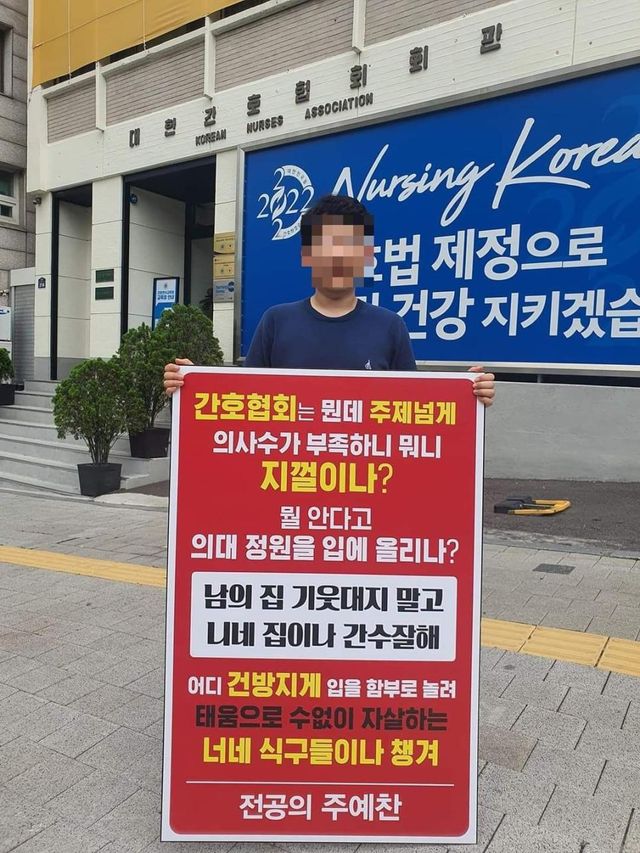 대한간호협회회관
KOREAN NURSES ASSOCIATION
2022
Nursing Korea
법 제정으로
건강 지키겠습
간호협회는 뭔데 주제넘게
의사수가 부족하니 뭐니
지껄이나?
뭘 안다고
의대 정원을 입에 올리나?
남의 집 기웃대지 말고
니네 집이나 간수잘해
어디 건방지게 입을 함부로 놀려
태움으로 수없이 자살하는
너네 식구들이나 챙겨
전공의 주예찬